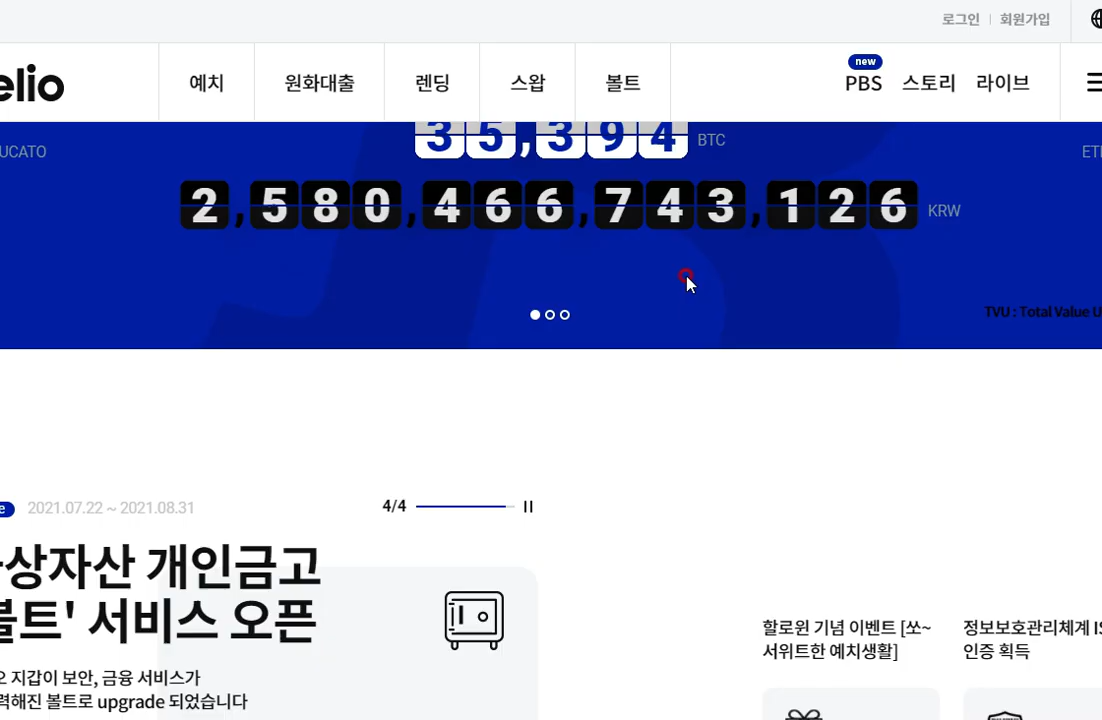 로그인 | 회원가입
elio
예치
원화대출
렌딩
스왑
볼트
new
PBS
스토리
라이브
35,394 BTC
UCATO
2,580,466,743,126 KRW
TVU : Total Value U
2021.07.22 ~ 2021.08.31
4/4
상자산 개인금고
볼트' 서비스 오픈
지갑이 보안, 금융 서비스가
력해진 볼트로 upgrade 되었습니다
할로윈 기념 이벤트 [쏘~
서위트한 예치생활]
정보보호관리체계 IS
인증 획득